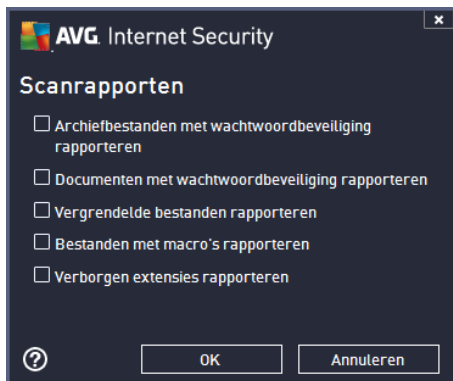 AVG. Internet Security
Scanrapporten
Archiefbestanden met wachtwoordbeveiliging
rapporteren
Documenten met wachtwoordbeveiliging rapporteren
Vergrendelde bestanden rapporteren
Bestanden met macro's rapporteren
Verborgen extensies rapporteren
?
OK Annuleren